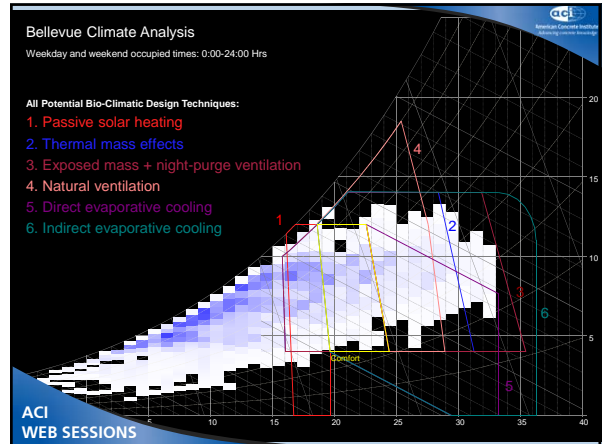 Bellevue Climate Analysis
Weekday and weekend occupied times: 0:00-24:00 Hrs
aci
American Concrete Institute
Advancing concrete knowledge
All Potential Bio-Climatic Design Techniques:
1. Passive solar heating
2. Thermal mass effects
3. Exposed mass + night-purge ventilation
4. Natural ventilation
5. Direct evaporative cooling
6. Indirect evaporative cooling
20
15
10
5
4
1
2
3
6
5
Comfort
5
10
15
20
25
30
35
40
ACI
WEB SESSIONS